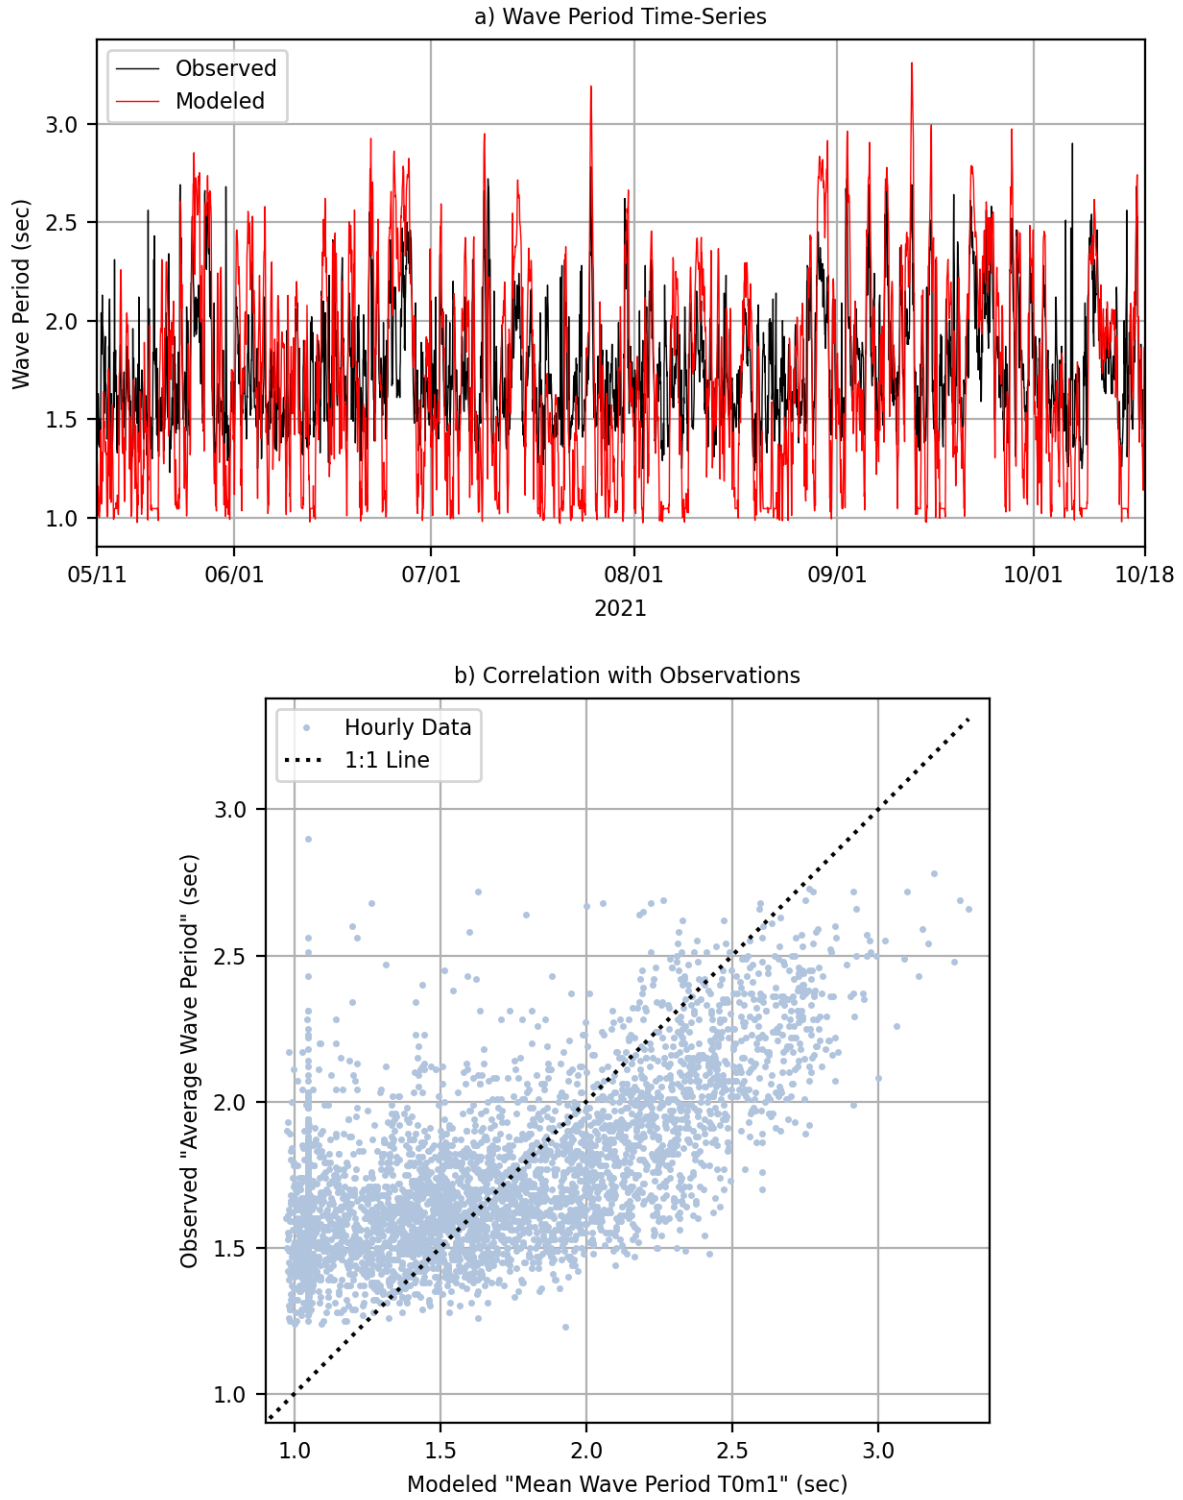 a) Wave Period Time-Series
Observed
Modeled
3.0
2.5
2.0
1.5
1.0
Wave Period (sec)
05/11 06/01 07/01 08/01 09/01 10/01 10/18
2021
b) Correlation with Observations
Hourly Data
1:1 Line
3.0
2.5
2.0
1.5
1.0
Observed "Average Wave Period" (sec)
1.0 1.5 2.0 2.5 3.0
Modeled "Mean Wave Period T0m1" (sec)